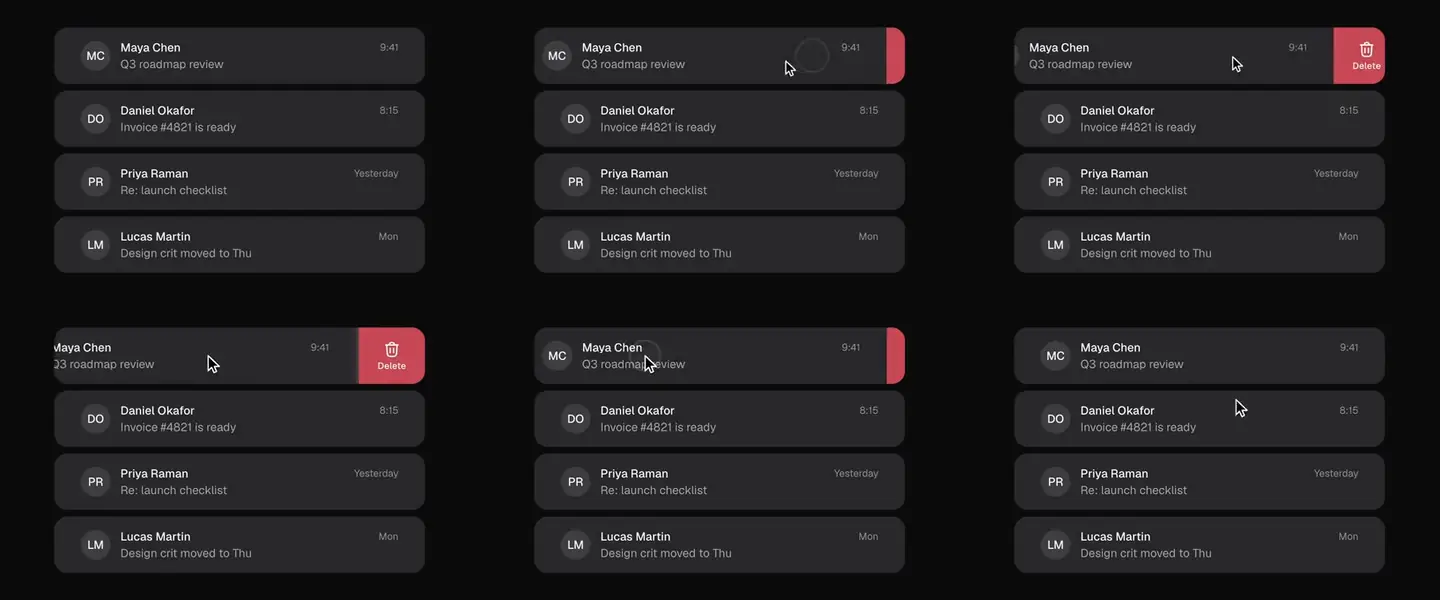 MC
Maya Chen
9:41
Q3 roadmap review
DO
Daniel Okafor
8:15
Invoice #4821 is ready
PR
Priya Raman
Yesterday
Re: launch checklist
LM
Lucas Martin
Mon
Design crit moved to Thu
MC
Maya Chen
9:41
Q3 roadmap review
DO
Daniel Okafor
8:15
Invoice #4821 is ready
PR
Priya Raman
Yesterday
Re: launch checklist
LM
Lucas Martin
Mon
Design crit moved to Thu
Maya Chen
9:41
Q3 roadmap review
Delete
DO
Daniel Okafor
8:15
Invoice #4821 is ready
PR
Priya Raman
Yesterday
Re: launch checklist
LM
Lucas Martin
Mon
Design crit moved to Thu
Maya Chen
9:41
Q3 roadmap review
Delete
DO
Daniel Okafor
8:15
Invoice #4821 is ready
PR
Priya Raman
Yesterday
Re: launch checklist
LM
Lucas Martin
Mon
Design crit moved to Thu
MC
Maya Chen
9:41
Q3 roadmap review
DO
Daniel Okafor
8:15
Invoice #4821 is ready
PR
Priya Raman
Yesterday
Re: launch checklist
LM
Lucas Martin
Mon
Design crit moved to Thu
MC
Maya Chen
9:41
Q3 roadmap review
DO
Daniel Okafor
8:15
Invoice #4821 is ready
PR
Priya Raman
Yesterday
Re: launch checklist
LM
Lucas Martin
Mon
Design crit moved to Thu